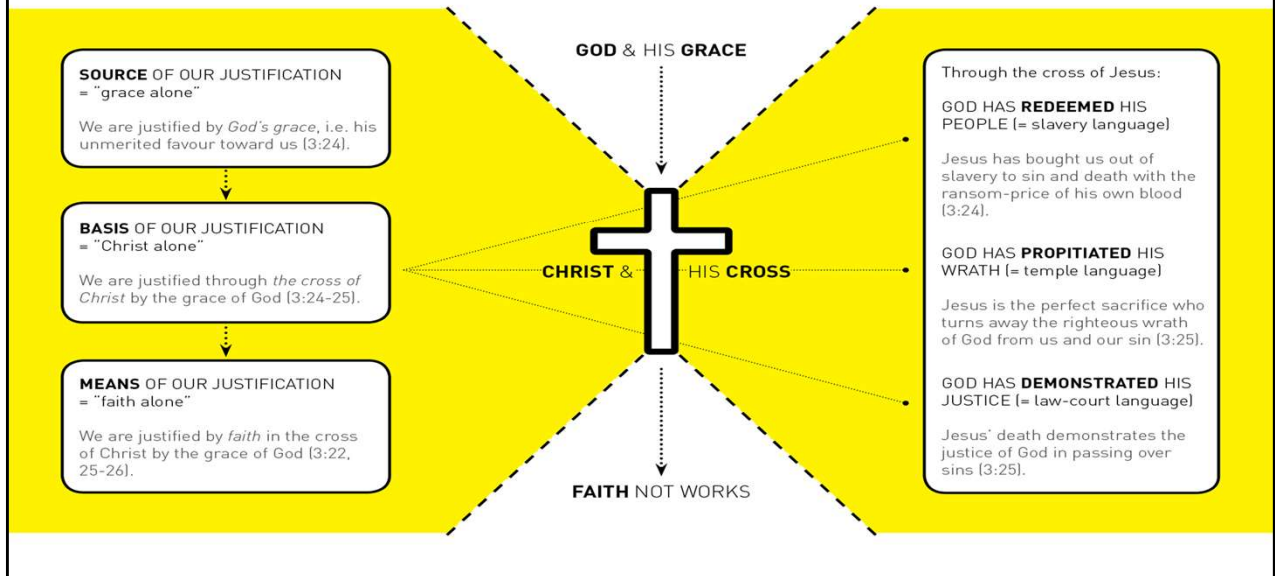 SOURCE OF OUR JUSTIFICATION
= "grace alone"
We are justified by God's grace, i.e. his
unmerited favour toward us (3:24).
BASIS OF OUR JUSTIFICATION
= "Christ alone"
We are justified through the cross of
Christ by the grace of God (3:24-25).
MEANS OF OUR JUSTIFICATION
= "faith alone"
We are justified by faith in the cross
of Christ by the grace of God (3:22,
25-26).
GOD & HIS GRACE
CHRIST & HIS CROSS
FAITH NOT WORKS
Through the cross of Jesus:
GOD HAS REDEEMED HIS
PEOPLE (= slavery language)
Jesus has bought us out of
slavery to sin and death with the
ransom-price of his own blood
(3:24).
GOD HAS PROPITIATED HIS
WRATH (= temple language)
Jesus is the perfect sacrifice who
turns away the righteous wrath
of God from us and our sin (3:25).
GOD HAS DEMONSTRATED HIS
JUSTICE (= law-court language)
Jesus' death demonstrates the
justice of God in passing over
sins (3:25).